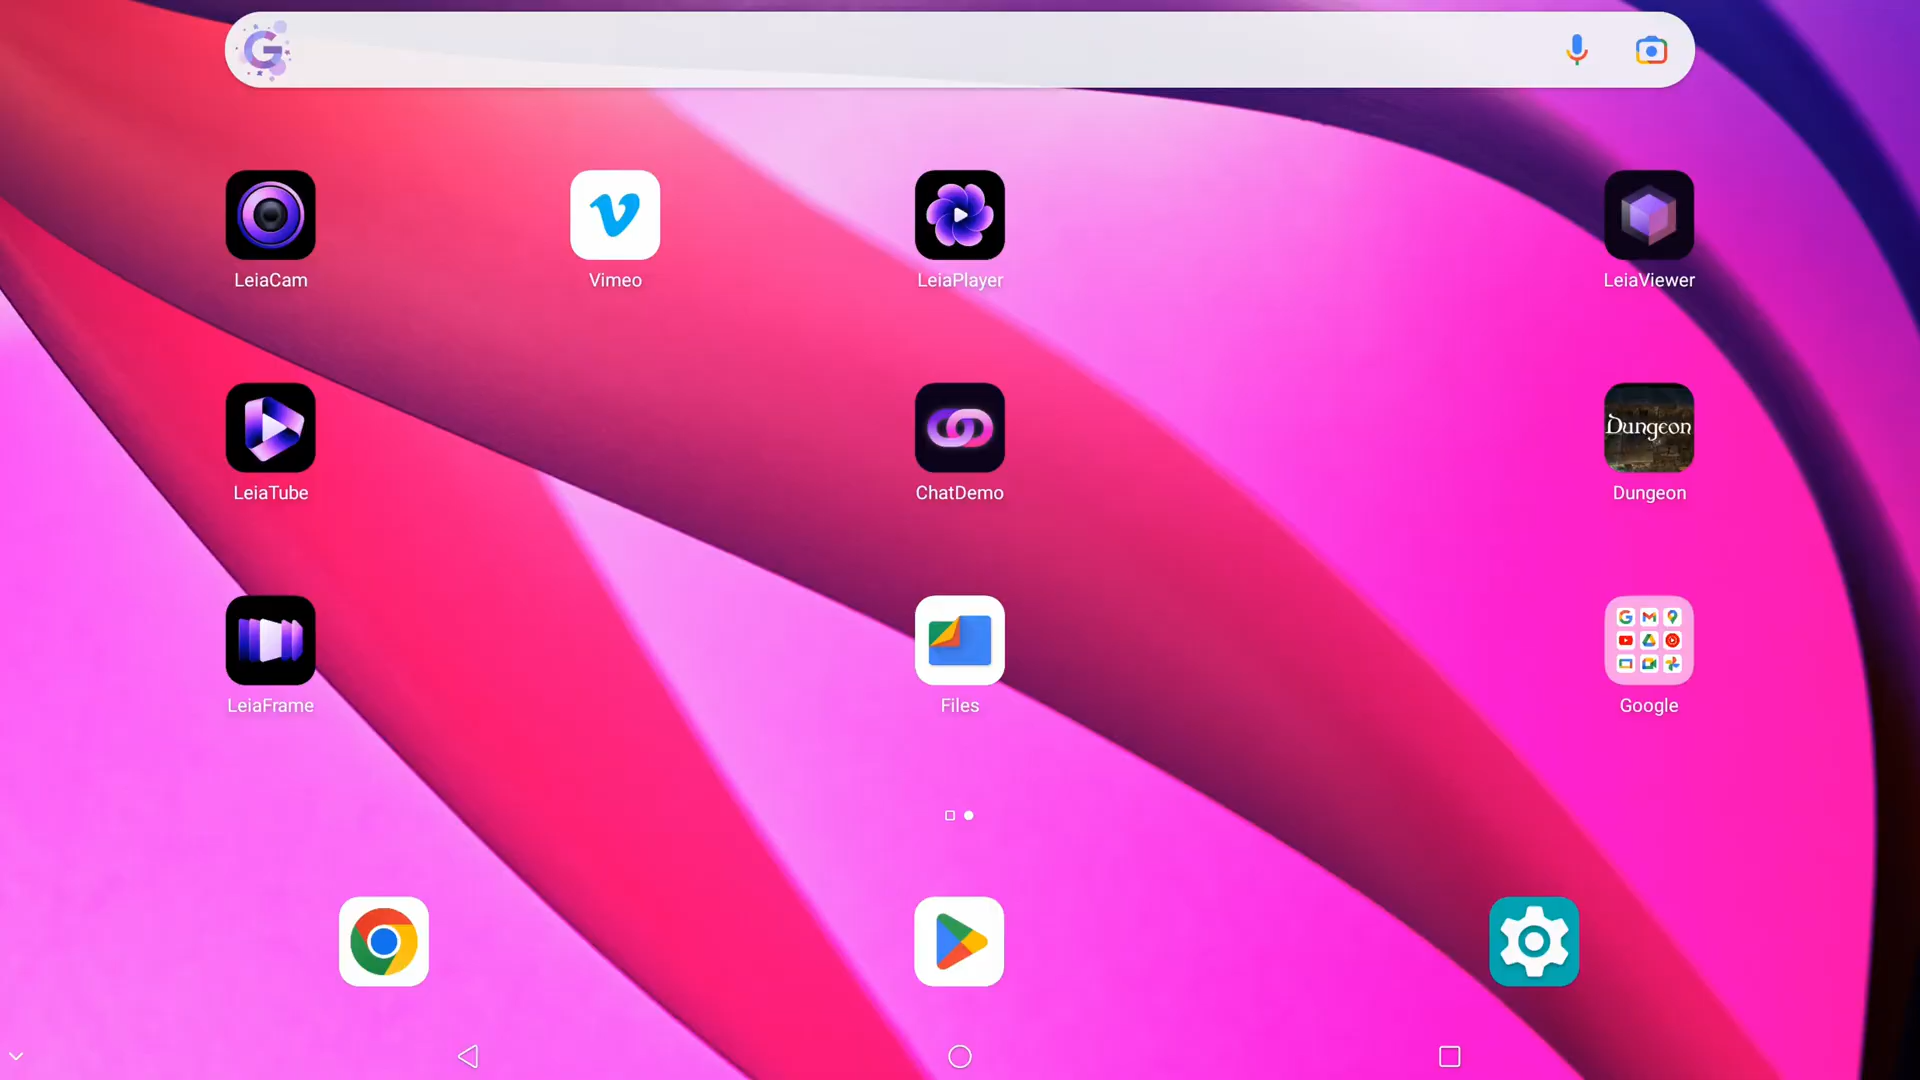 LeiaCam
Vimeo
LeiaPlayer
LeiaViewer
Dungeon
LeiaTube
ChatDemo
Dungeon
LeiaFrame
Files
Google